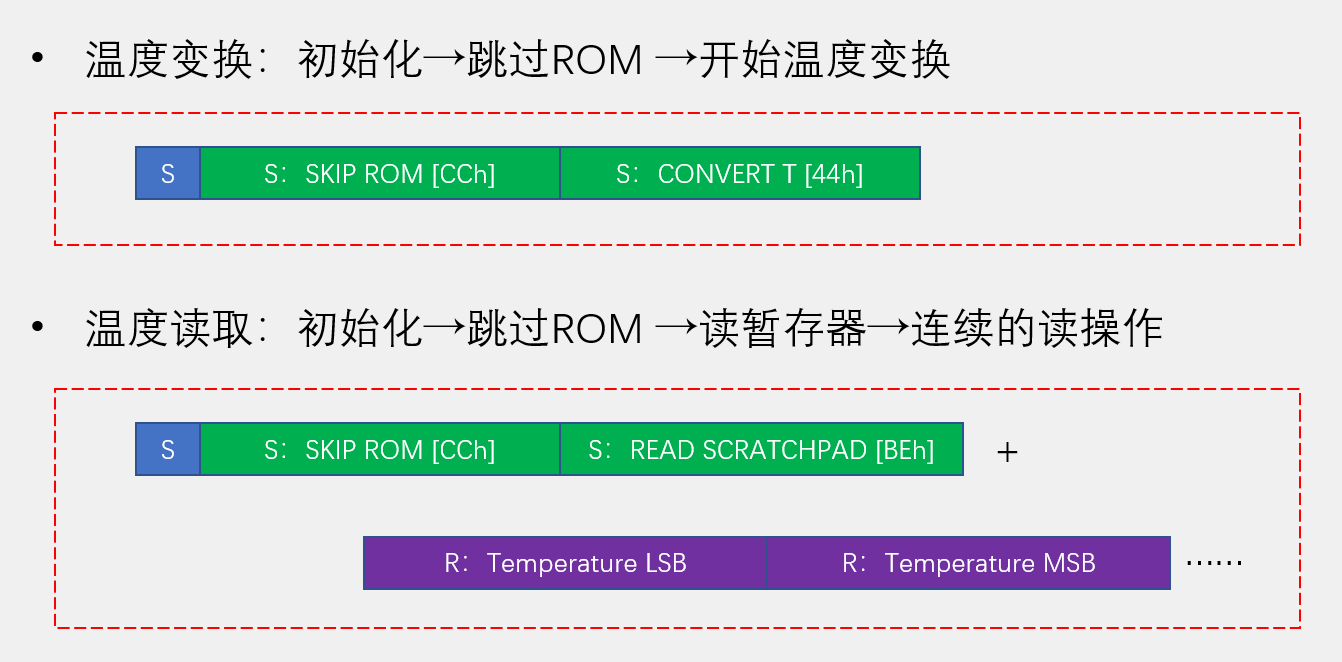 • 温度变换：初始化→跳过ROM →开始温度变换
S S：SKIP ROM [CCh] S：CONVERT T [44h]
• 温度读取：初始化→跳过ROM →读暂存器→连续的读操作
S S：SKIP ROM [CCh] S：READ SCRATCHPAD [BEh] +
R：Temperature LSB R：Temperature MSB ……